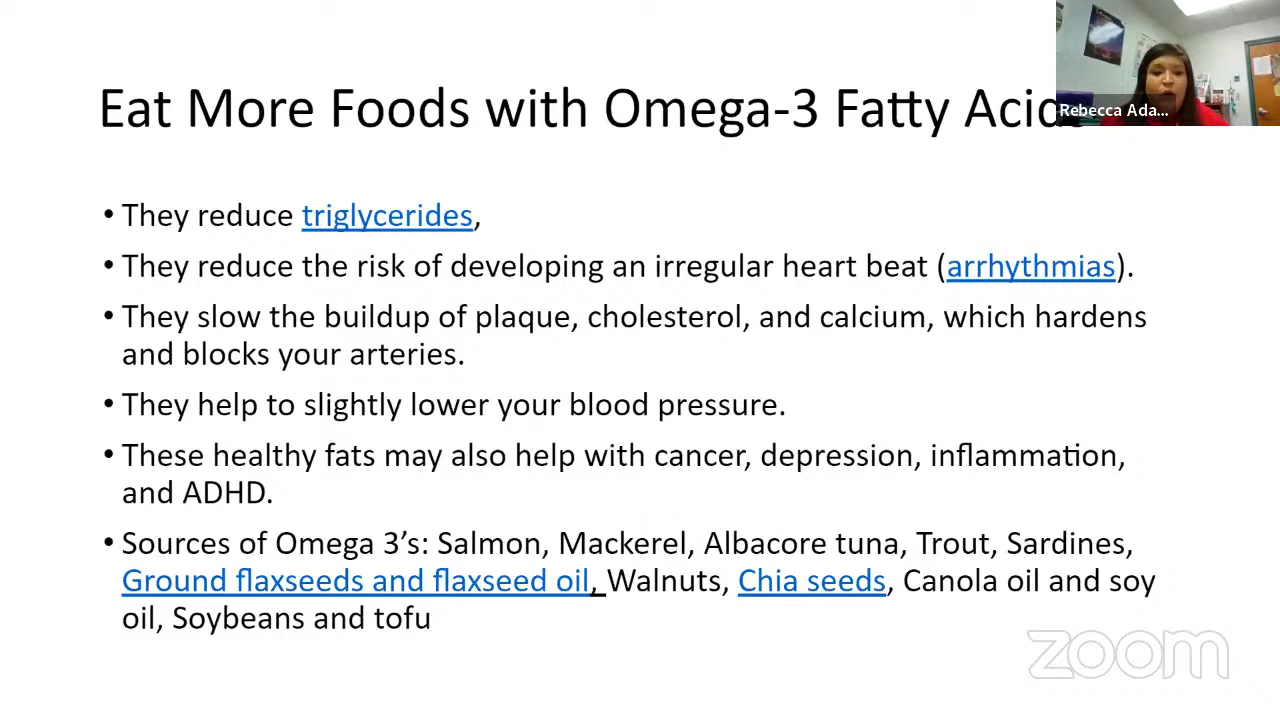 Eat More Foods with Omega-3 Fatty Acids
Rebecca Ada...
• They reduce triglycerides,
• They reduce the risk of developing an irregular heart beat (arrhythmias).
• They slow the buildup of plaque, cholesterol, and calcium, which hardens
and blocks your arteries.
• They help to slightly lower your blood pressure.
• These healthy fats may also help with cancer, depression, inflammation,
and ADHD.
• Sources of Omega 3’s: Salmon, Mackerel, Albacore tuna, Trout, Sardines,
Ground flaxseeds and flaxseed oil, Walnuts, Chia seeds, Canola oil and soy
oil, Soybeans and tofu
zoom